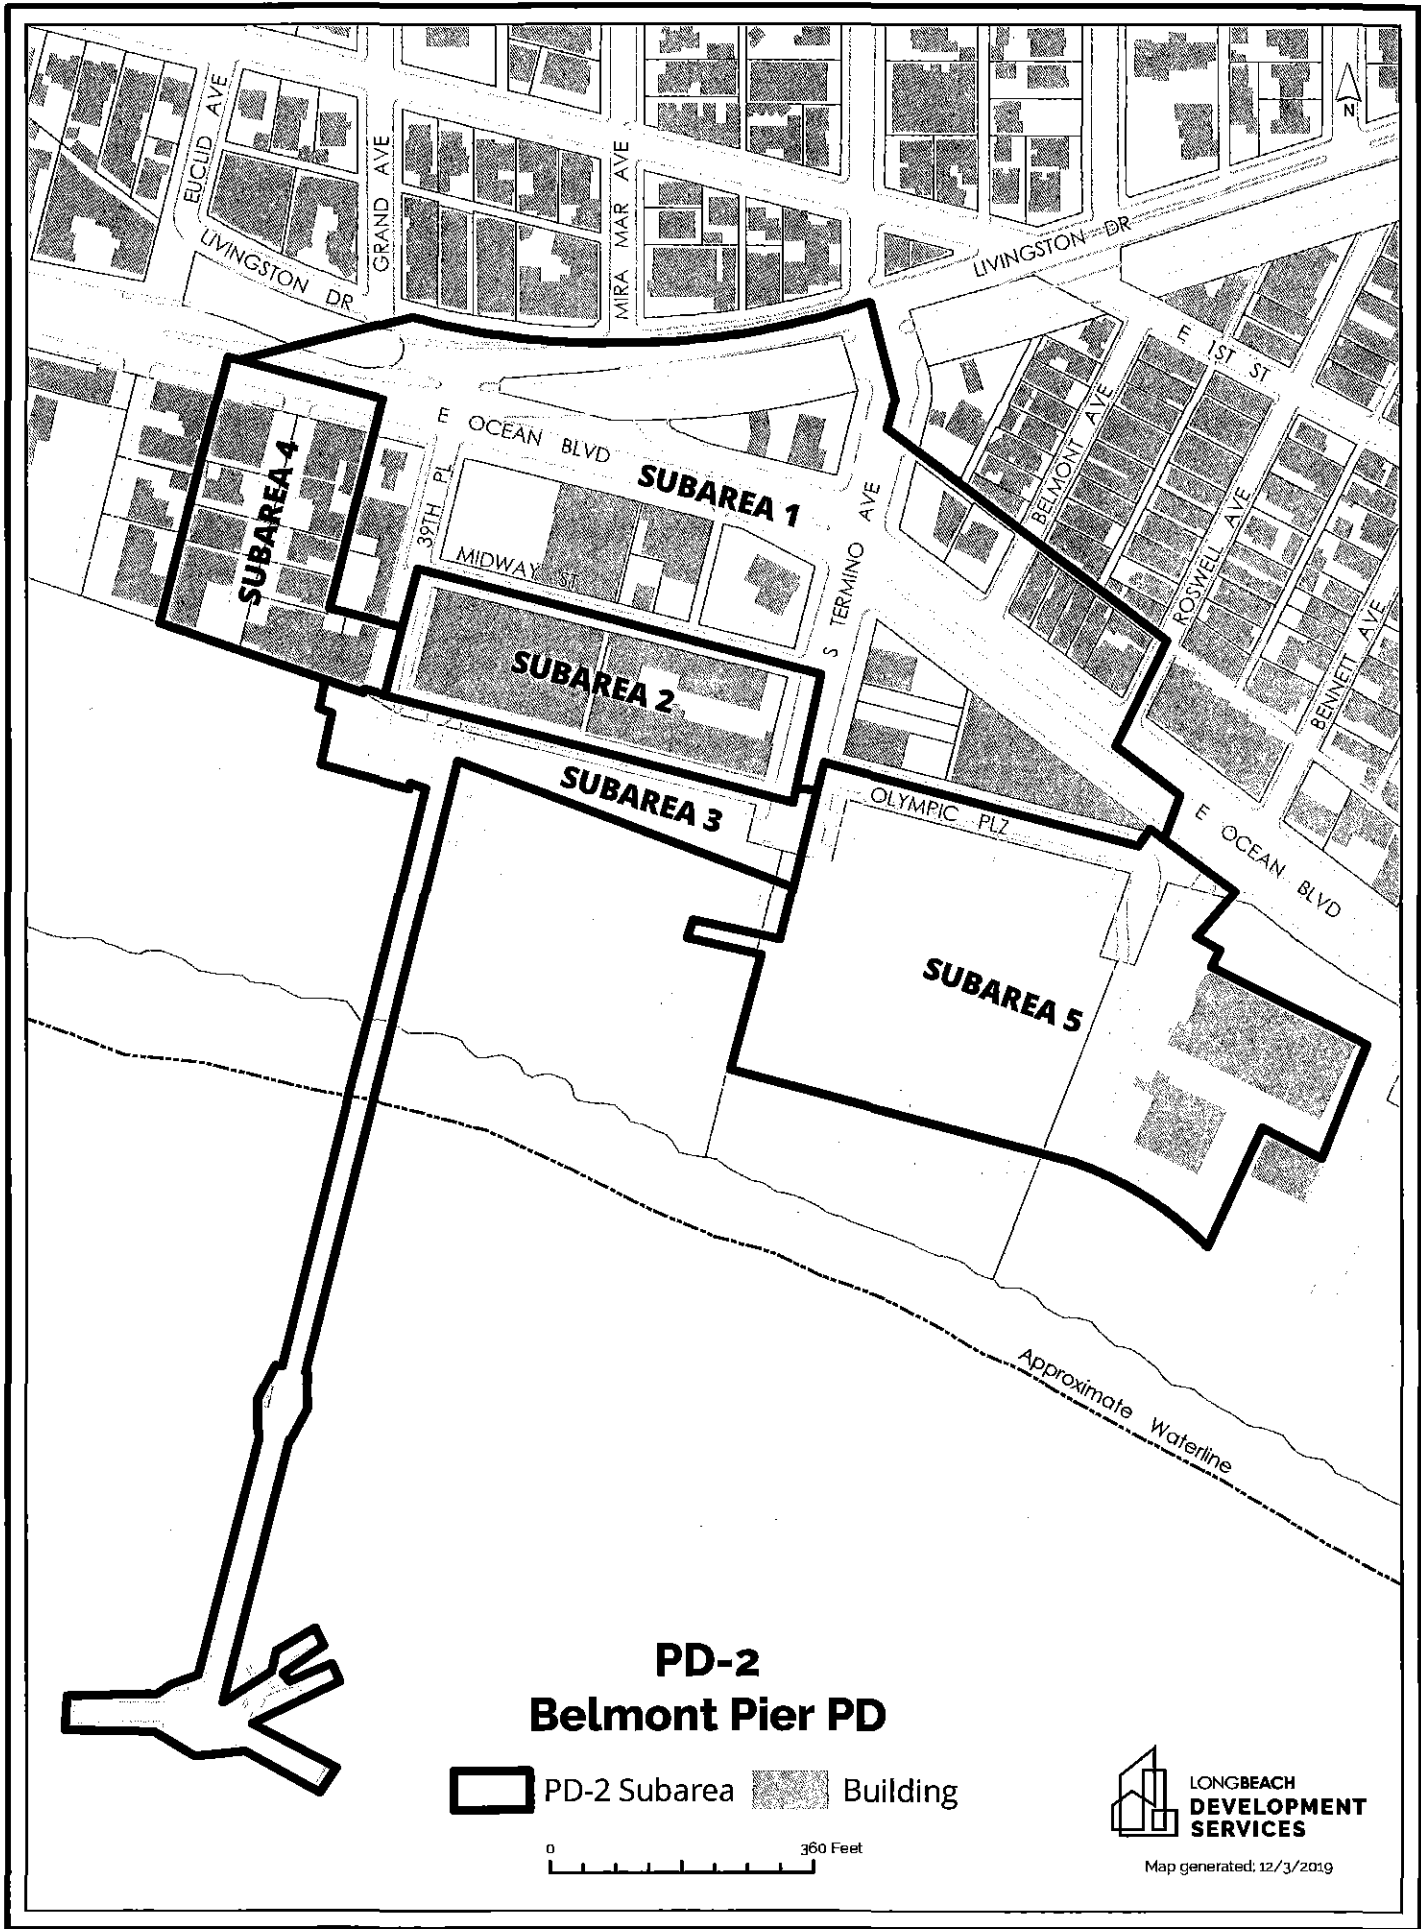 EUCLID AVE
GRAND AVE
MIRA MAR AVE
N
LIVINGSTON DR
LIVINGSTON DR
E 1ST ST
E OCEAN BLVD
39TH PL
SUBAREA 4
SUBAREA 1
MIDWAY ST
S TERMINO AVE
BELMONT AVE
ROSWELL AVE
BENNETT AVE
SUBAREA 2
SUBAREA 3
OLYMPIC PLZ
E OCEAN BLVD
SUBAREA 5
Approximate Waterline
PD-2
Belmont Pier PD
PD-2 Subarea Building
0 360 Feet
LONGBEACH
DEVELOPMENT
SERVICES
Map generated: 12/3/2019